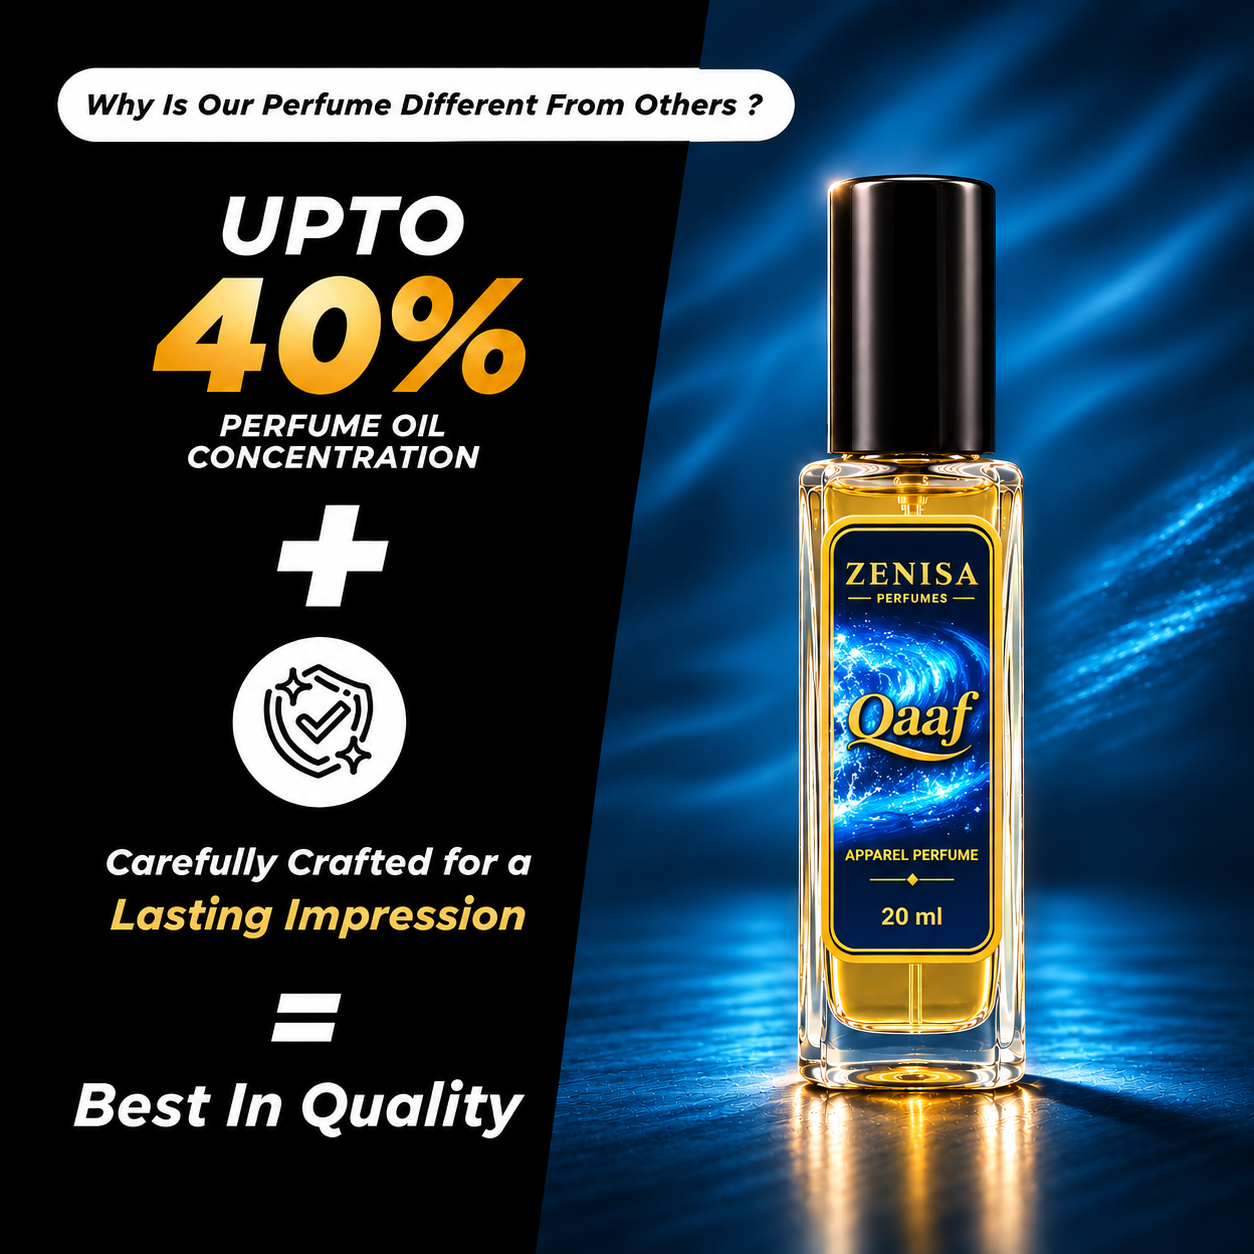 Why Is Our Perfume Different From Others ?
UPTO
40%
PERFUME OIL
CONCENTRATION
+
Carefully Crafted for a
Lasting Impression
=
Best In Quality
ZENISA
PERFUMES
Qaaf
APPAREL PERFUME
20 ml